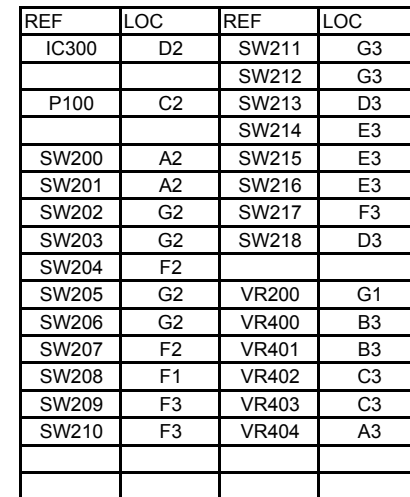 REF LOC REF LOC
IC300 D2 SW211 G3
SW212 G3
P100 C2 SW213 D3
SW214 E3
SW200 A2 SW215 E3
SW201 A2 SW216 E3
SW202 G2 SW217 F3
SW203 G2 SW218 D3
SW204 F2
SW205 G2 VR200 G1
SW206 G2 VR400 B3
SW207 F2 VR401 B3
SW208 F1 VR402 C3
SW209 F3 VR403 C3
SW210 F3 VR404 A3